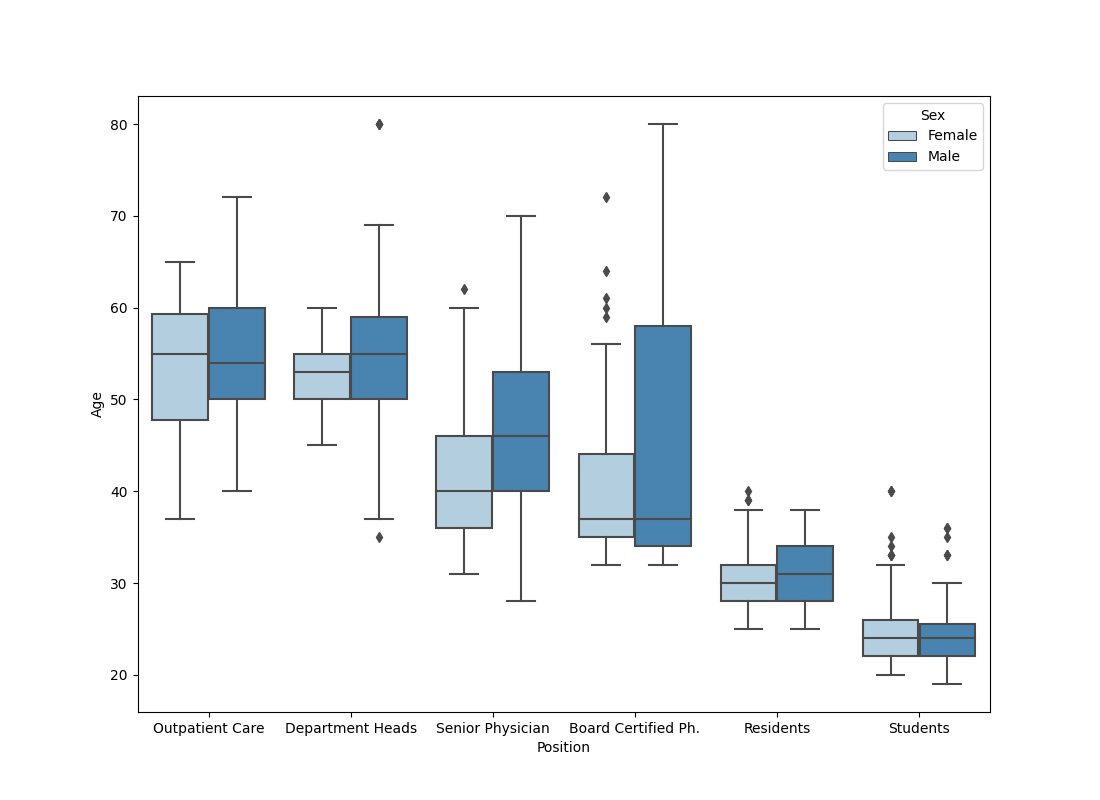 Sex
Female
Male
80
70
60
50
40
30
20
Age
Outpatient Care Department Heads Senior Physician Board Certified Ph. Residents Students
Position